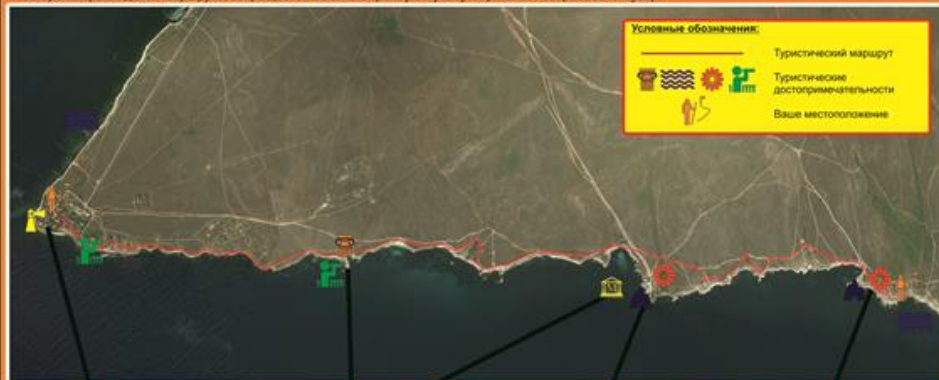 Условные обозначения:
Туристический маршрут
Туристические
достопримечательности
Ваше местоположение